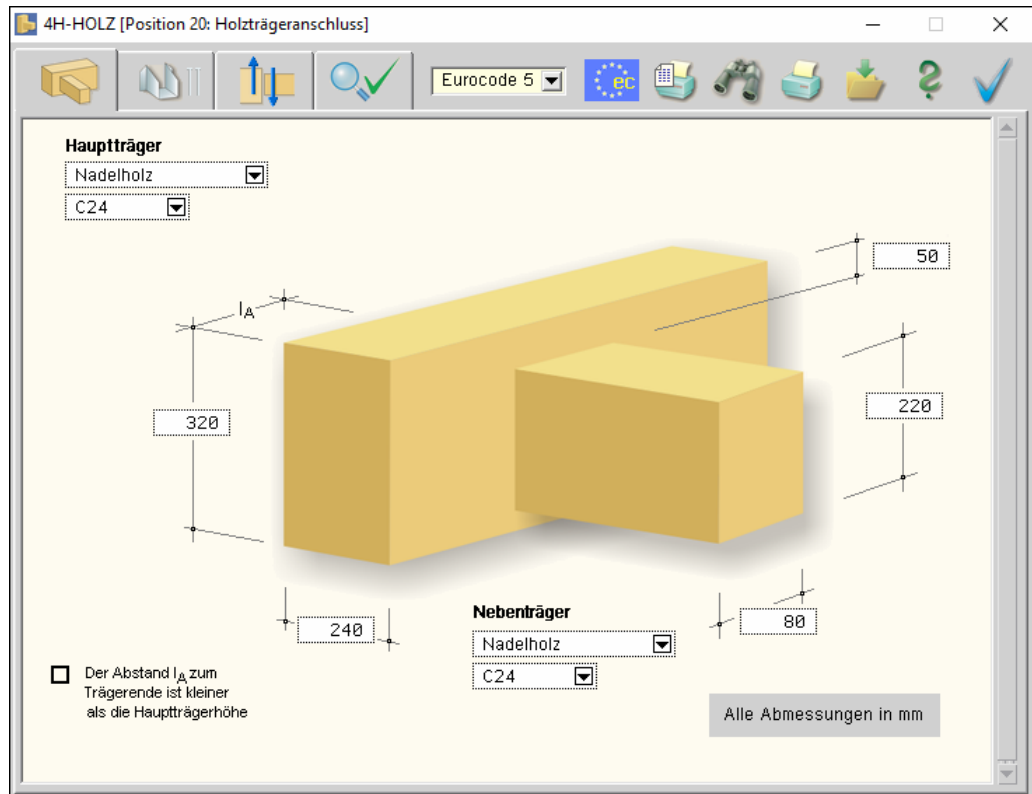 4H-HOLZ [Position 20: Holzträgeranschluss]
Eurocode 5
ec
Hauptträger
Nadelholz
C24
50
lA
320
220
240
Nebenträger
80
Nadelholz
C24
Der Abstand lA zum
Trägerende ist kleiner
als die Hauptträgerhöhe
Alle Abmessungen in mm